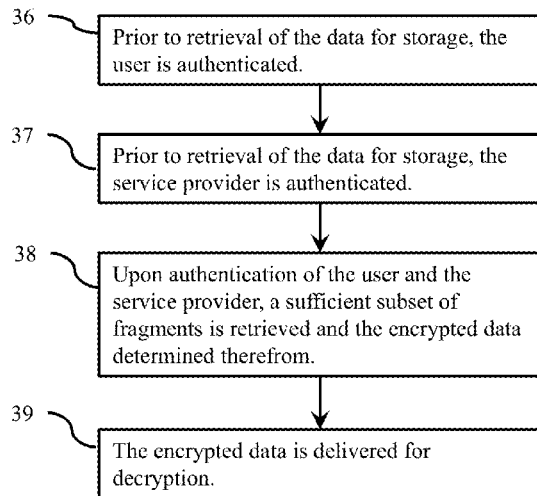 36
Prior to retrieval of the data for storage, the
user is authenticated.
37
Prior to retrieval of the data for storage, the
service provider is authenticated.
38
Upon authentication of the user and the
service provider, a sufficient subset of
fragments is retrieved and the encrypted data
determined therefrom.
39
The encrypted data is delivered for
decryption.